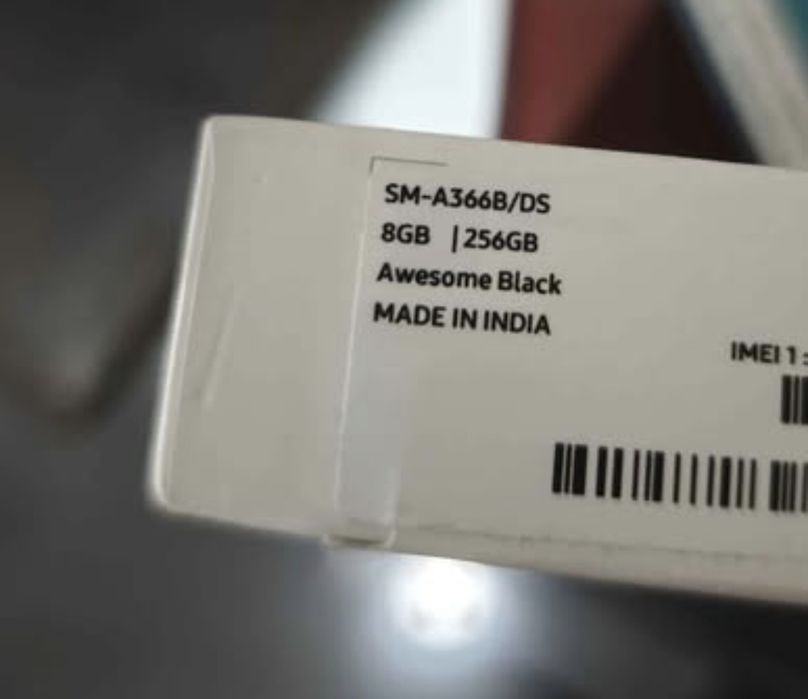 SM-A366B/DS
8GB | 256GB
Awesome Black
MADE IN INDIA
IMEI 1 :